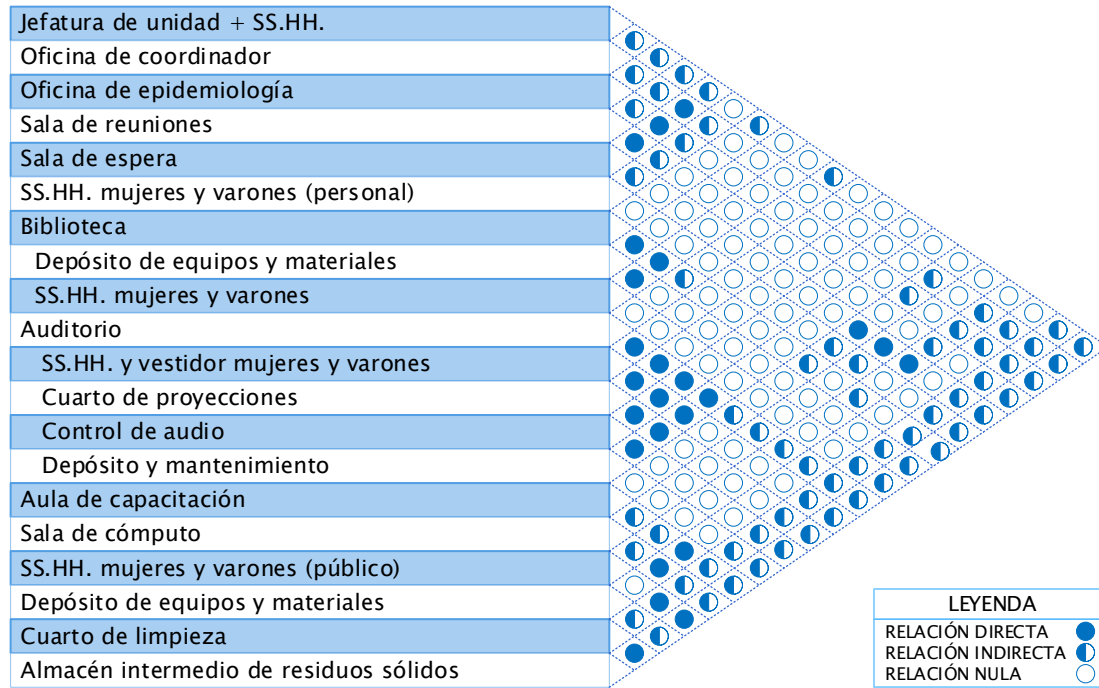 Jefatura de unidad + SS.HH.
Oficina de coordinador
Oficina de epidemiología
Sala de reuniones
Sala de espera
SS.HH. mujeres y varones (personal)
Biblioteca
Depósito de equipos y materiales
SS.HH. mujeres y varones
Auditorio
SS.HH. y vestidor mujeres y varones
Cuarto de proyecciones
Control de audio
Depósito y mantenimiento
Aula de capacitación
Sala de cómputo
SS.HH. mujeres y varones (público)
Depósito de equipos y materiales
Cuarto de limpieza
Almacén intermedio de residuos sólidos
LEYENDA
RELACIÓN DIRECTA
RELACIÓN INDIRECTA
RELACIÓN NULA